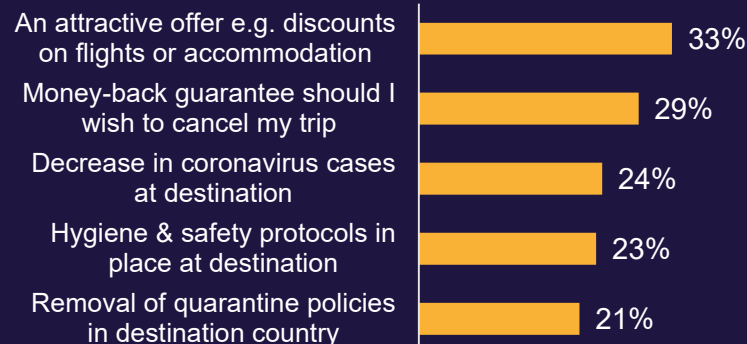 An attractive offer e.g. discounts
on flights or accommodation
33%
Money-back guarantee should I
wish to cancel my trip
29%
Decrease in coronavirus cases
at destination
24%
Hygiene & safety protocols in
place at destination
23%
Removal of quarantine policies
in destination country
21%